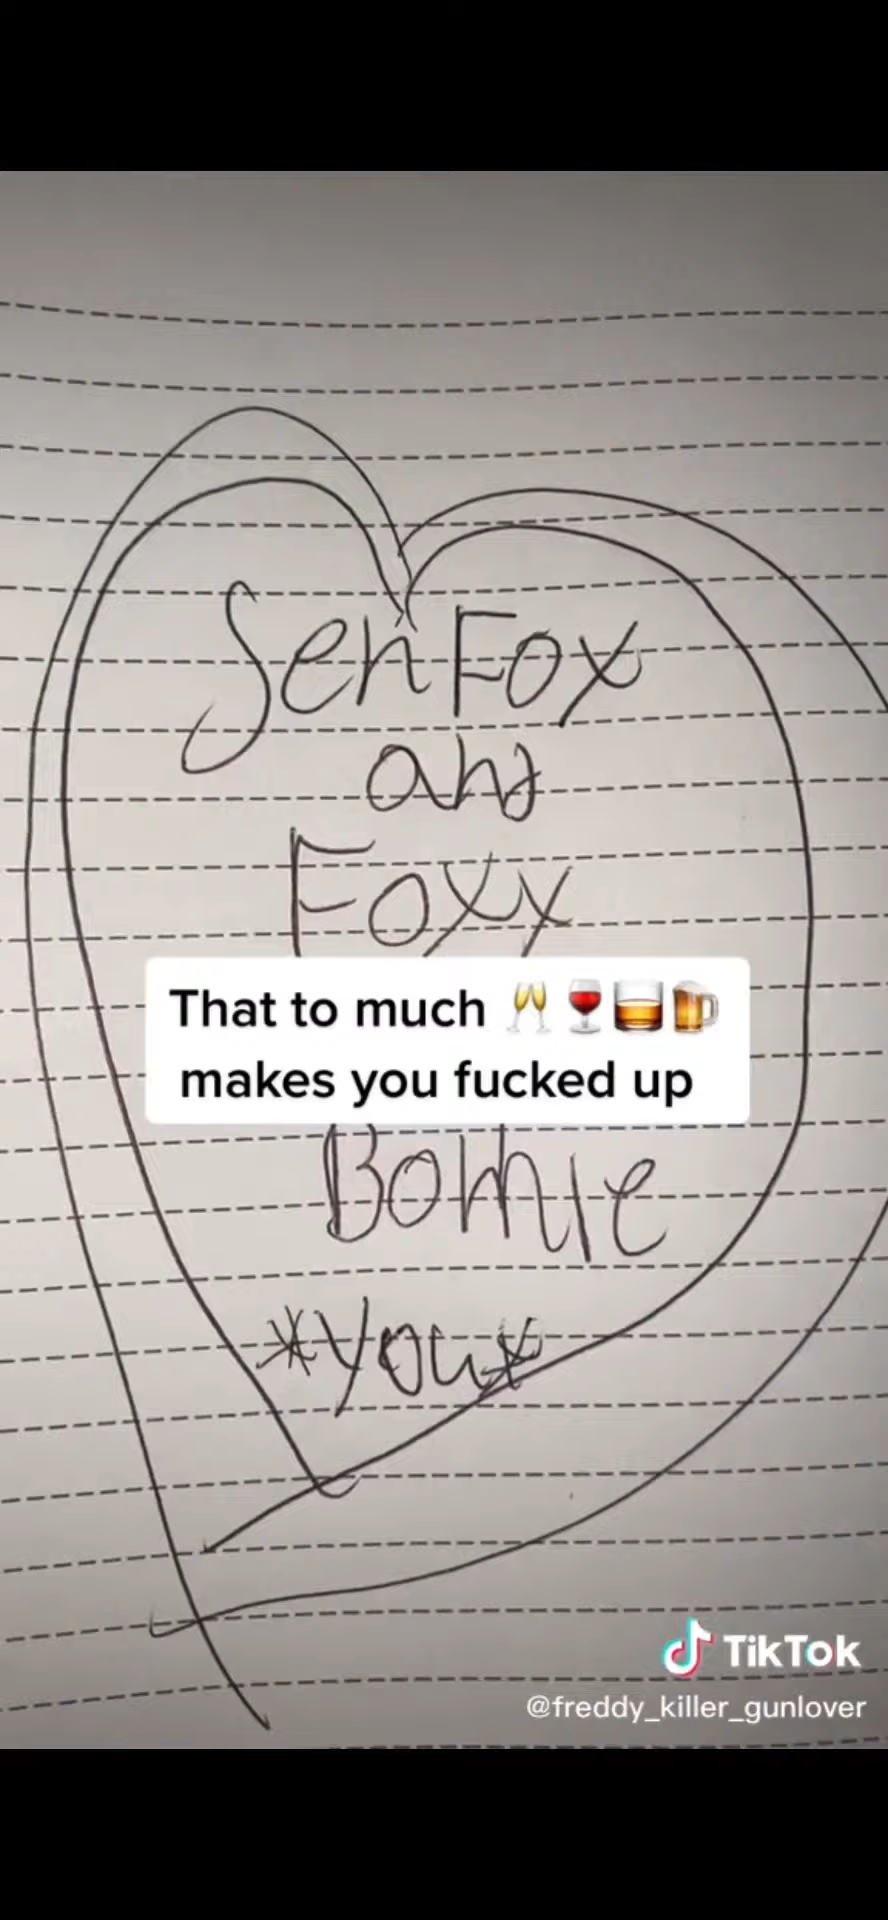 SenFox
and
Foxy
That to much 🥂🍷🥃🍺
makes you fucked up
Bonnie
*You*
TikTok
@freddy_killer_gunlover